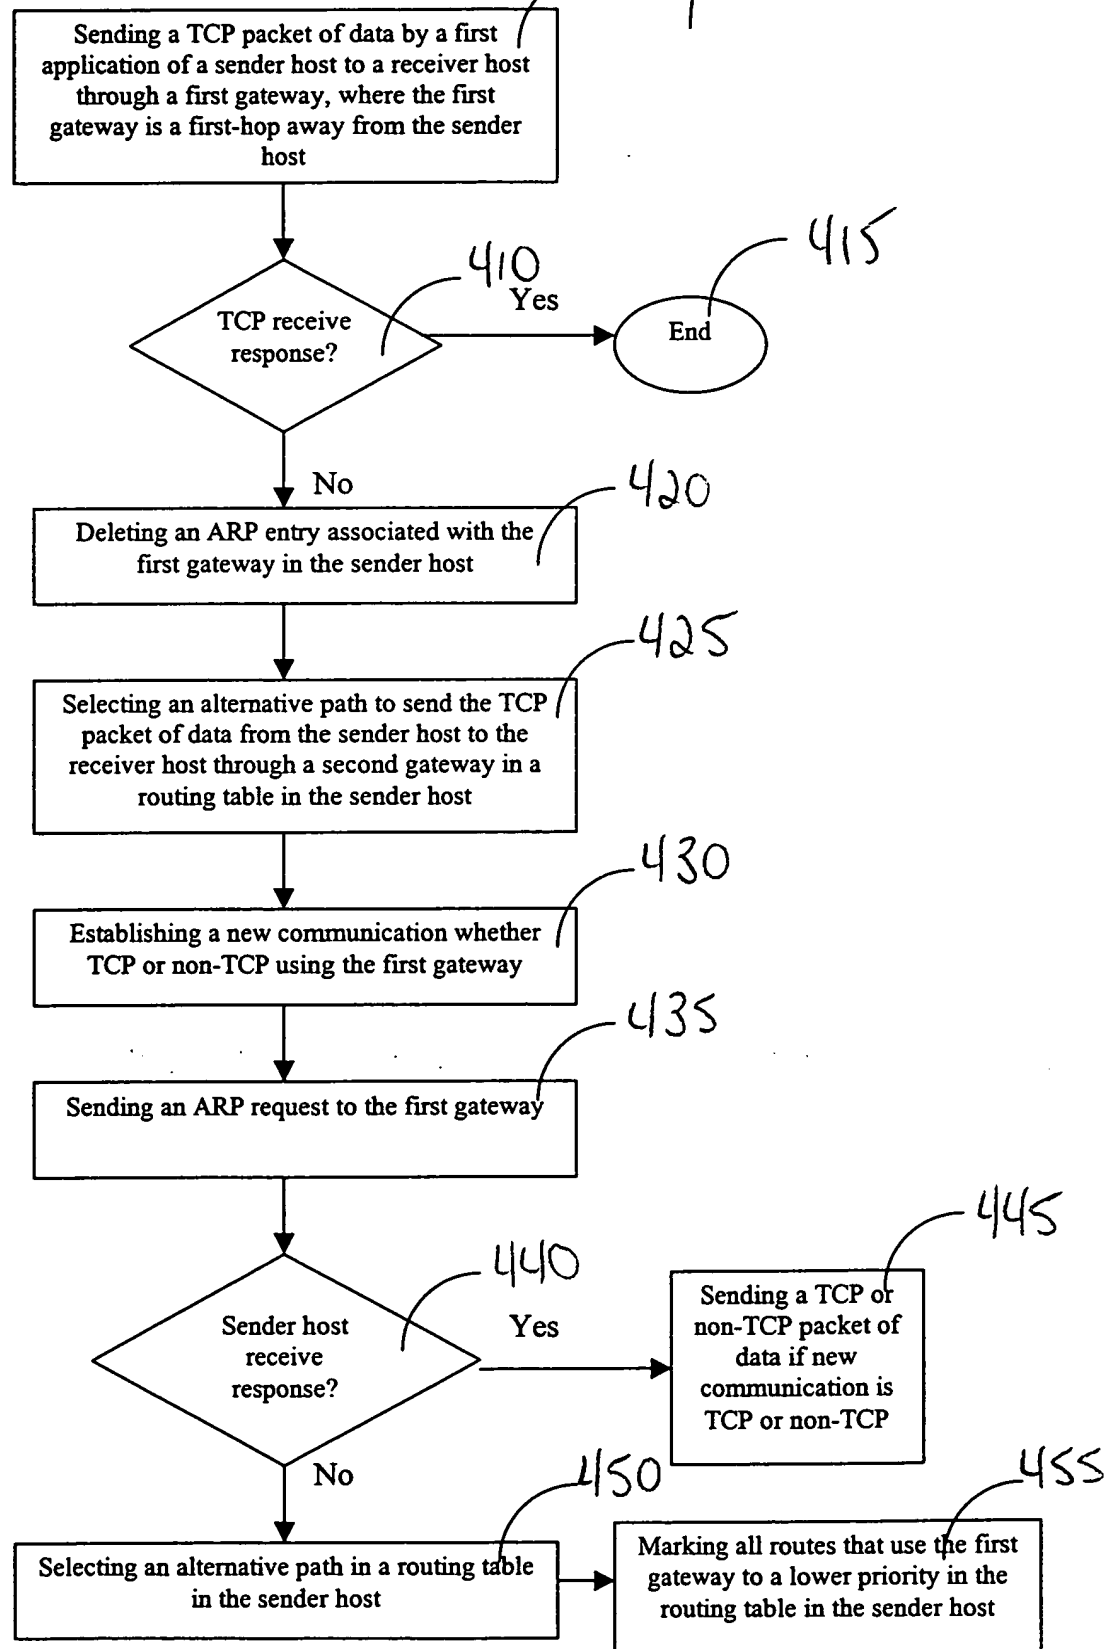 Sending a TCP packet of data by a first
application of a sender host to a receiver host
through a first gateway, where the first
gateway is a first-hop away from the sender
host
410
415
TCP receive
response?
Yes
End
No
420
Deleting an ARP entry associated with the
first gateway in the sender host
425
Selecting an alternative path to send the TCP
packet of data from the sender host to the
receiver host through a second gateway in a
routing table in the sender host
430
Establishing a new communication whether
TCP or non-TCP using the first gateway
435
Sending an ARP request to the first gateway
440
445
Sender host
receive
response?
Yes
Sending a TCP or
non-TCP packet of
data if new
communication is
TCP or non-TCP
No
450
455
Selecting an alternative path in a routing table
in the sender host
Marking all routes that use the first
gateway to a lower priority in the
routing table in the sender host